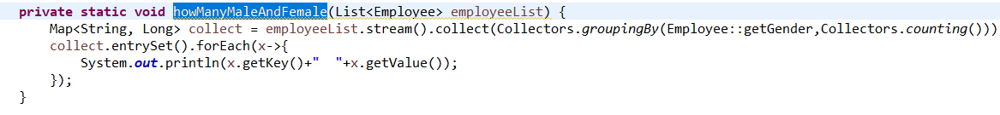 private static void howManyMaleAndFemale(List<Employee> employeeList) {
Map<String, Long> collect = employeeList.stream().collect(Collectors.groupingBy(Employee::getGender,Collectors.counting()))
collect.entrySet().forEach(x->{
System.out.println(x.getKey()+"  "+x.getValue());
});
}